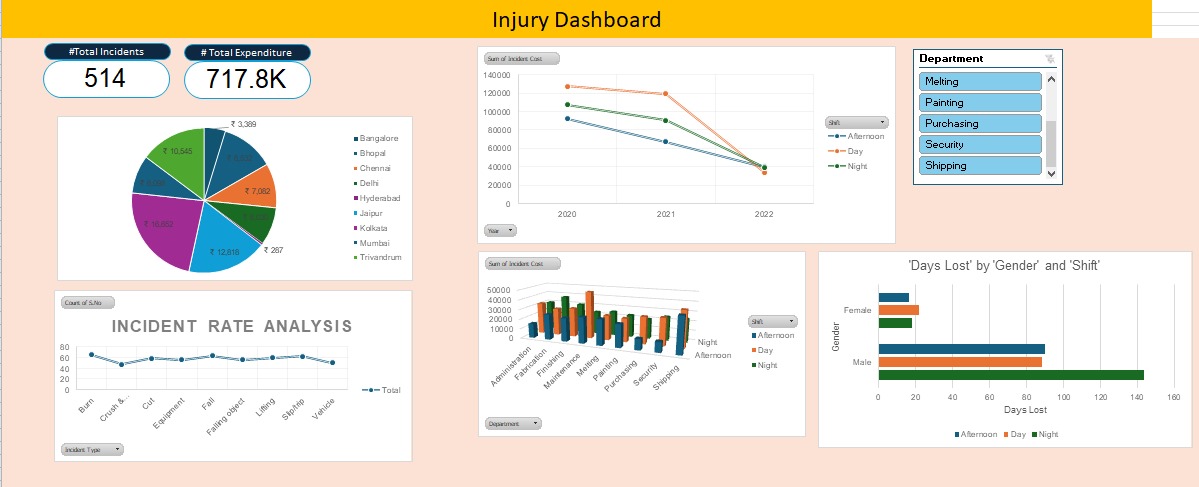 Injury Dashboard
#Total Incidents
514
# Total Expenditure
717.8K
₹ 3,389
₹ 7,082
₹ 287
₹ 12,818
₹ 10,545
Bangalore
Bhopal
Chennai
Delhi
Hyderabad
Jaipur
Kolkata
Mumbai
Trivandrum
Count of S.No
INCIDENT RATE ANALYSIS
80
60
40
20
0
Burn
Crush &...
Cut
Equipment
Fall
Falling object
Lifting
Slip/trip
Vehicle
Total
Incident Type
Sum of Incident Cost
140000
120000
100000
80000
60000
40000
20000
0
2020
2021
2022
Shift
Afternoon
Day
Night
Year
Department
Melting
Painting
Purchasing
Security
Shipping
Sum of Incident Cost
50000
40000
30000
20000
10000
0
Administration
Fabrication
Finishing
Maintenance
Melting
Painting
Purchasing
Security
Shipping
Night
Afternoon
Shift
Afternoon
Day
Night
Department
'Days Lost' by 'Gender' and 'Shift'
Gender
Female
Male
0 20 40 60 80 100 120 140 160
Days Lost
Afternoon Day Night